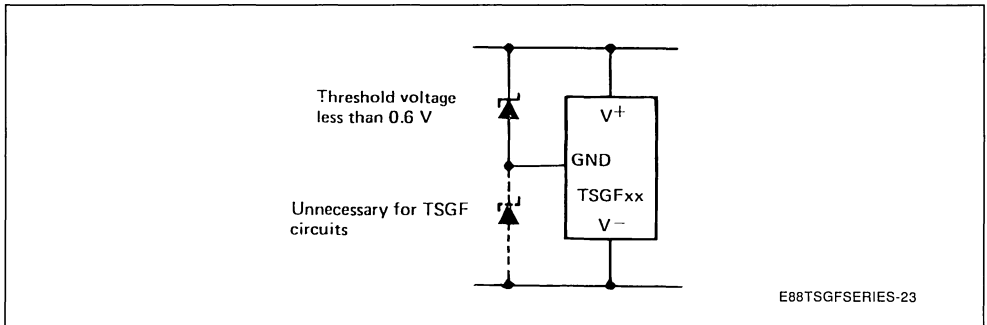 Threshold voltage
less than 0.6 V
V+
GND
TSGFxx
V−
Unnecessary for TSGF
circuits
E88TSGFSERIES-23